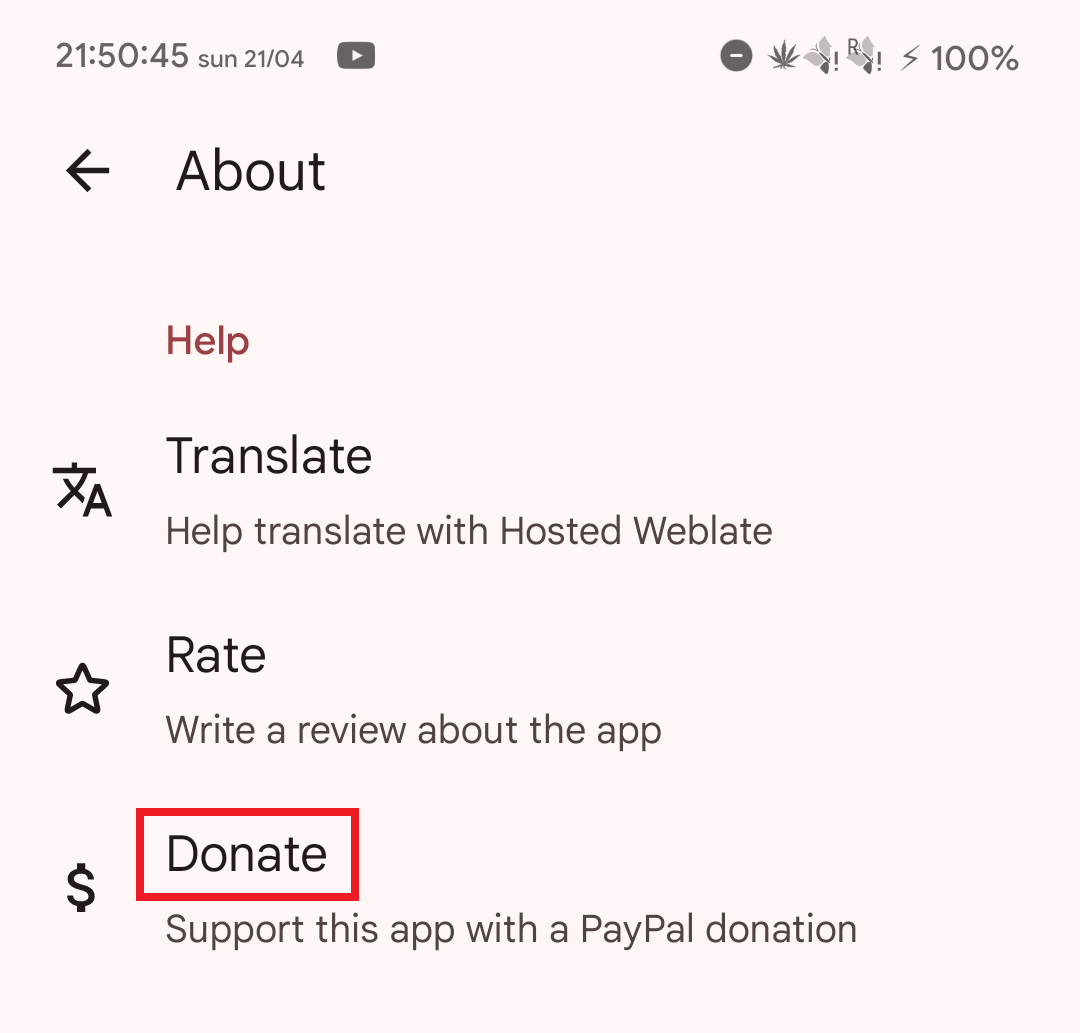 21:50:45 sun 21/04 R 100%
About
Help
Translate
Help translate with Hosted Weblate
Rate
Write a review about the app
Donate
Support this app with a PayPal donation